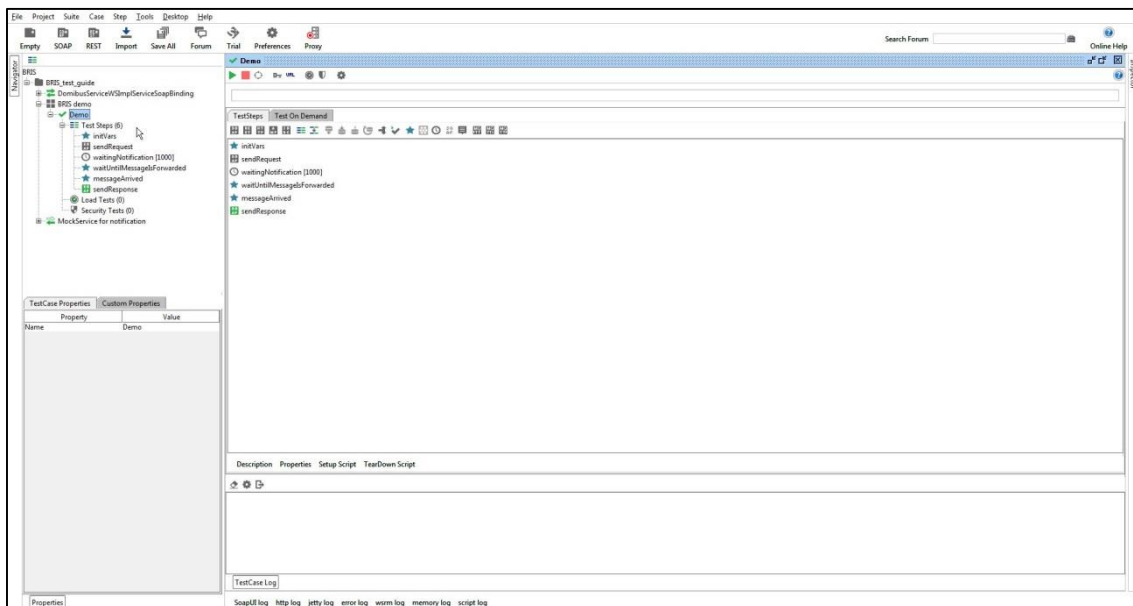 File Project Suite Case Step Tools Desktop Help
Empty SOAP REST Import Save All Forum Trial Preferences Proxy
Search Forum
Online Help
Navigator
BRIS
BRIS_test_guide
DomibusServiceWSImplServiceSoapBinding
BRIS demo
Demo
Test Steps (6)
initVars
sendRequest
waitingNotification [1000]
waitUntilMessageIsForwarded
messageArrived
sendResponse
Load Tests (0)
Security Tests (0)
MockService for notification
TestCase Properties Custom Properties
Property Value
Name Demo
Properties
Demo
TestSteps Test On Demand
initVars
sendRequest
waitingNotification [1000]
waitUntilMessageIsForwarded
messageArrived
sendResponse
Description Properties Setup Script TearDown Script
TestCase Log
SoapUI log http log jetty log error log wsrm log memory log script log